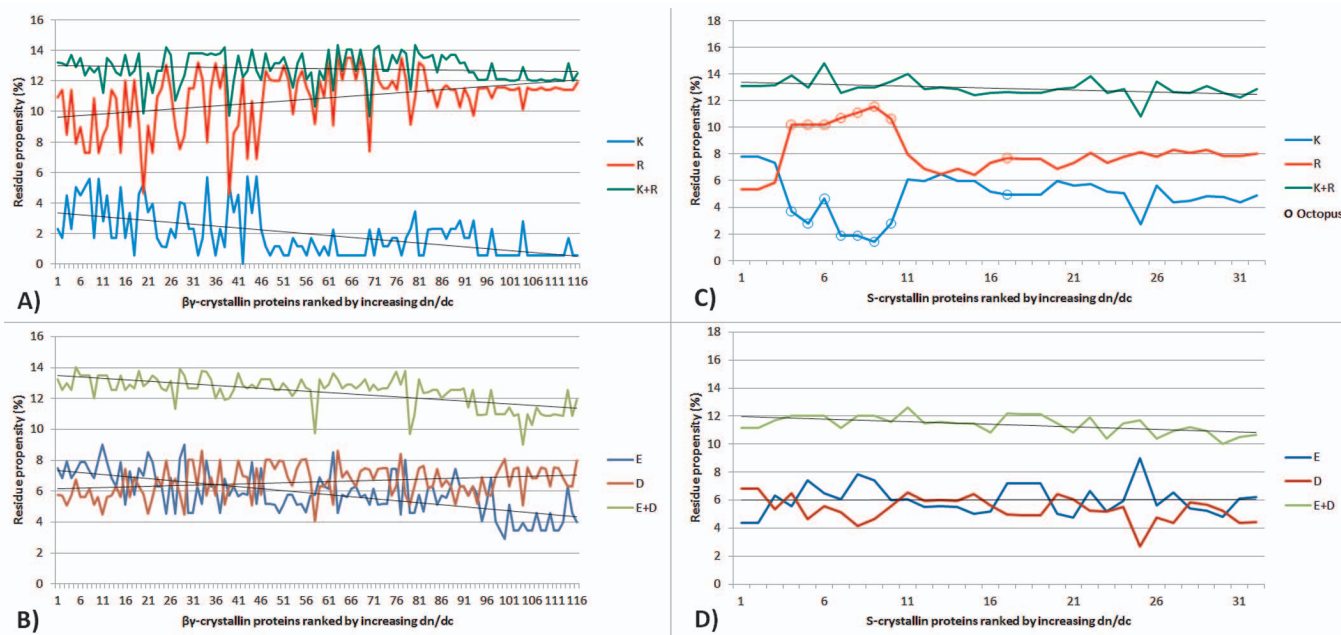 16
14
12
10
8
6
4
2
0
Residue propensity (%)
1 6 11 16 21 26 31 36 41 46 51 56 61 66 71 76 81 86 91 96 101 106 111 116
βγ-crystallin proteins ranked by increasing dn/dc
K
R
K+R
A)
18
16
14
12
10
8
6
4
2
0
Residue propensity (%)
1 6 11 16 21 26 31
S-crystallin proteins ranked by increasing dn/dc
K
R
K+R
Octopus
C)
16
14
12
10
8
6
4
2
0
Residue propensity (%)
1 6 11 16 21 26 31 36 41 46 51 56 61 66 71 76 81 86 91 96 101 106 111 116
βγ-crystallin proteins ranked by increasing dn/dc
E
D
E+D
B)
18
16
14
12
10
8
6
4
2
0
Residue propensity (%)
1 6 11 16 21 26 31
S-crystallin proteins ranked by increasing dn/dc
E
D
E+D
D)